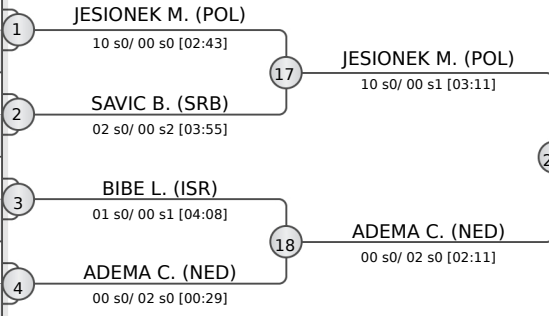 JESIONEK M. (POL)
1
10 s0/ 00 s0 [02:43]
17
JESIONEK M. (POL)
10 s0/ 00 s1 [03:11]
SAVIC B. (SRB)
2
02 s0/ 00 s2 [03:55]
BIBE L. (ISR)
3
01 s0/ 00 s1 [04:08]
18
ADEMA C. (NED)
00 s0/ 02 s0 [02:11]
ADEMA C. (NED)
4
00 s0/ 02 s0 [00:29]